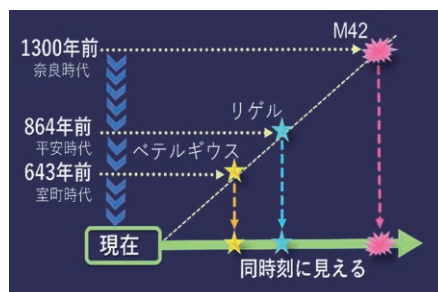 M42
1300年前
奈良時代
リゲル
864年前
平安時代
ベテルギウス
643年前
室町時代
現在
同時刻に見える